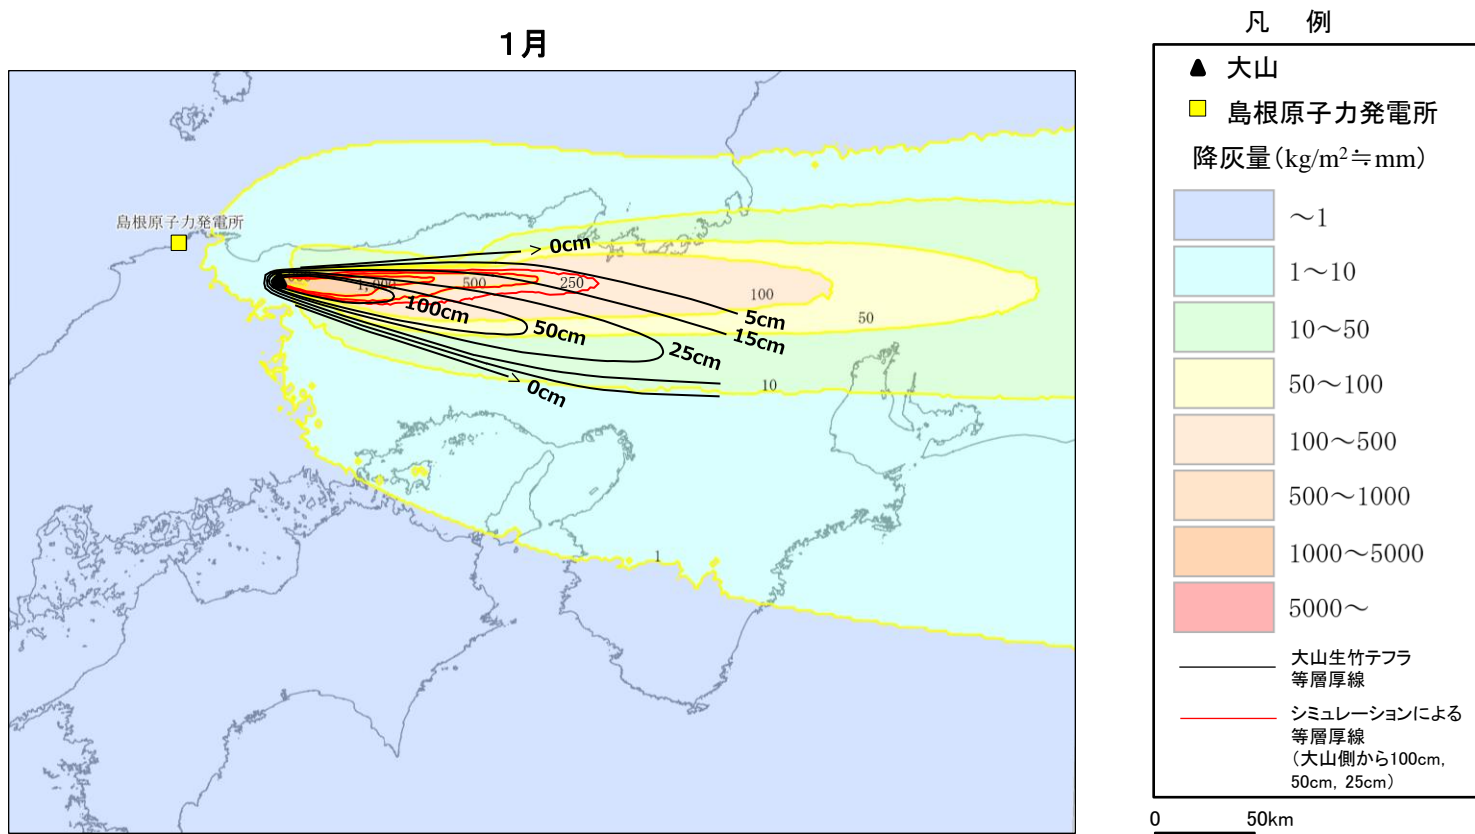 1月
島根原子力発電所
> 0cm
500
250
100
100cm
5cm
50cm
15cm
50
25cm
> 0cm
10
1
凡 例
大山
島根原子力発電所
降灰量(kg/m²≒mm)
～1
1～10
10～50
50～100
100～500
500～1000
1000～5000
5000～
大山生竹テフラ
等層厚線
シミュレーションによる
等層厚線
(大山側から100cm,
50cm, 25cm)
0 50km